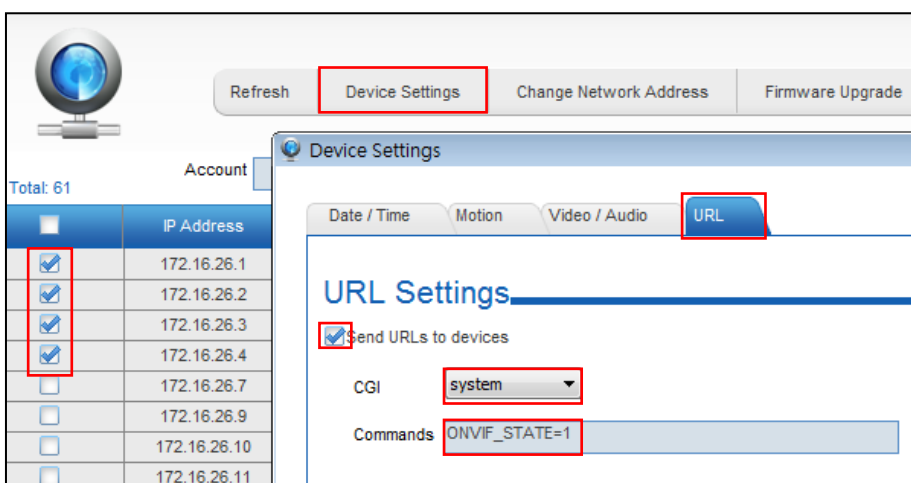 Refresh Device Settings Change Network Address Firmware Upgrade
Device Settings
Account
Total: 61
Date / Time Motion Video / Audio URL
IP Address
172.16.26.1
172.16.26.2
172.16.26.3
172.16.26.4
172.16.26.7
172.16.26.9
172.16.26.10
172.16.26.11
URL Settings
Send URLs to devices
CGI system
Commands ONVIF_STATE=1